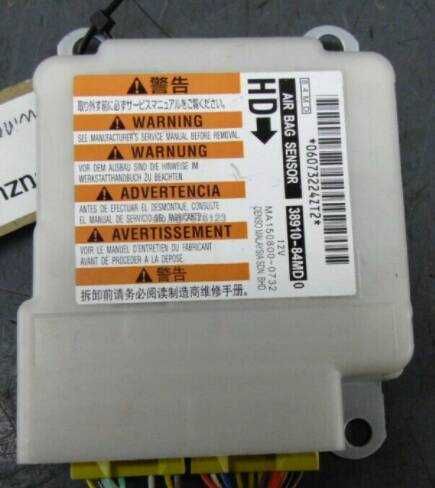 警告
取り外す前に必ずサービスマニュアルをご覧ください。
WARNING
SEE MANUFACTURER'S SERVICE MANUAL BEFORE REMOVAL.
WARNUNG
VOR DEM AUSBAU SIND DIE HINWEISE IM
WERKSTATTHANDBUCH ZU BEACHTEN
ADVERTENCIA
ANTES DE EFECTUAR EL DESMONTAJE, CONSULTE
EL MANUAL DE SERVICIO DEL FABRICANTE
AVERTISSEMENT
VOIR LE MANUEL D'ENTRETIEN DU FABRICANT
AVANT DE PROCEDER A LA DEPOSE.
警告
拆卸前请务必阅读制造商维修手册.
HD
84MD
AIR BAG SENSOR 38910-84MD0
12V
MA150800-0732
DENSO MALAYSIA SDN BHD
*060732242T2*